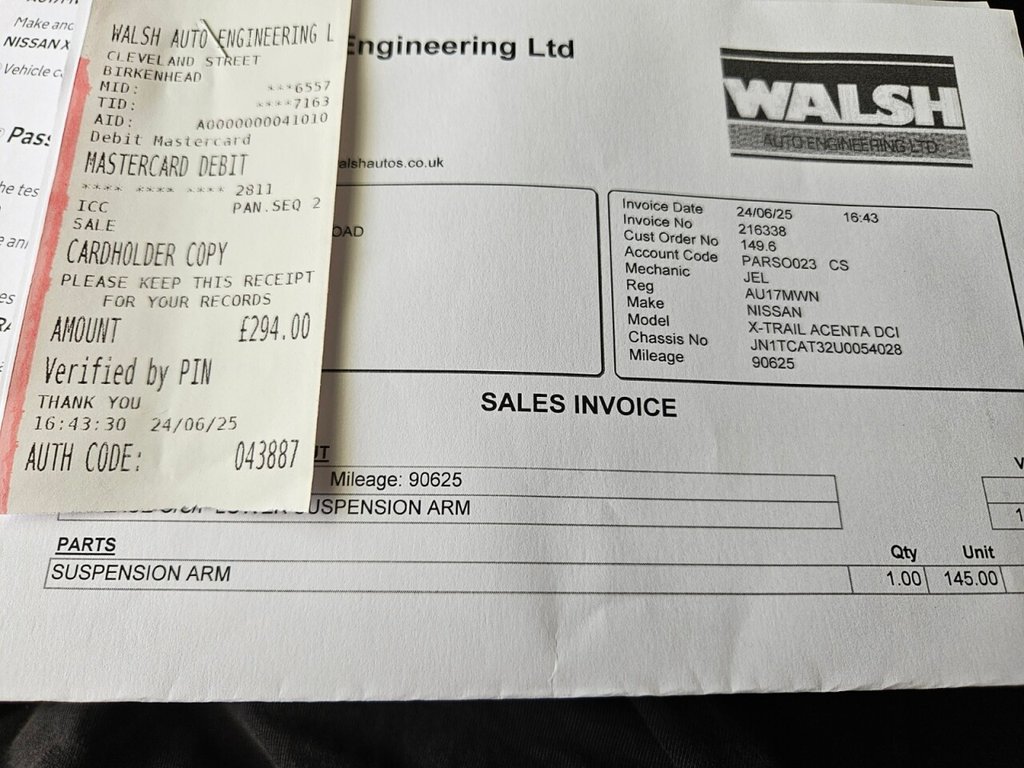 Make and
NISSAN X
Vehicle c
Pass
he tes
WALSH AUTO ENGINEERING L
CLEVELAND STREET
BIRKENHEAD
MID: ***6557
TID: ****7163
AID: A0000000041010
Debit Mastercard
MASTERCARD DEBIT
**** **** **** 2811
ICC PAN.SEQ 2
SALE
CARDHOLDER COPY
PLEASE KEEP THIS RECEIPT
FOR YOUR RECORDS
AMOUNT £294.00
Verified by PIN
THANK YOU
16:43:30 24/06/25
AUTH CODE: 043887
Engineering Ltd
WALSH
AUTO ENGINEERING LTD
alshautos.co.uk
OAD
Invoice Date 24/06/25 16:43
Invoice No 216338
Cust Order No 149.6
Account Code PARSO023 CS
Mechanic JEL
Reg AU17MWN
Make NISSAN
Model X-TRAIL ACENTA DCI
Chassis No JN1TCAT32U0054028
Mileage 90625
SALES INVOICE
UT
Mileage: 90625
SUSPENSION ARM
PARTS Qty Unit
SUSPENSION ARM 1.00 145.00